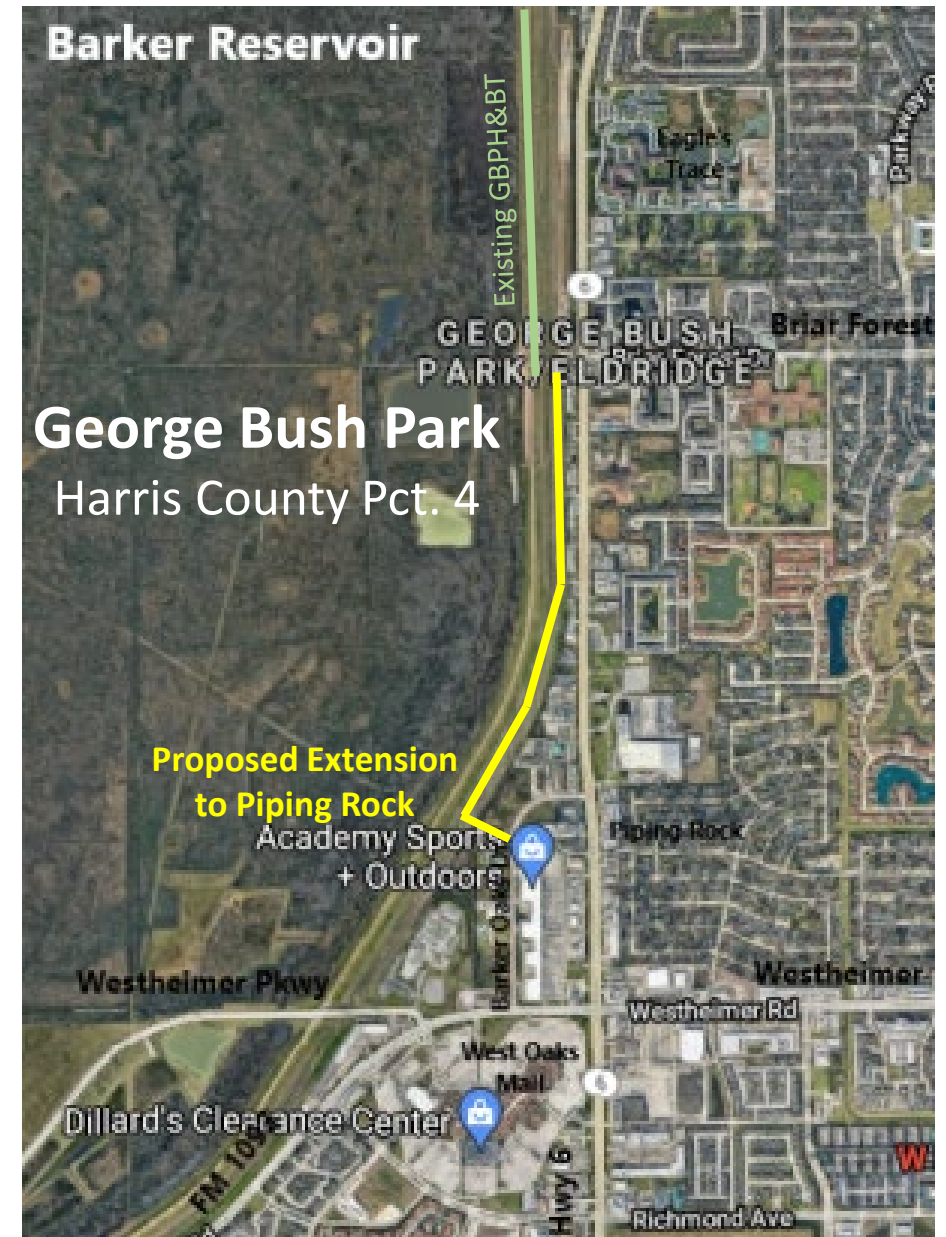 Barker Reservoir
Existing GBPH&BT
Eagle's
Trace
6
GEORGE BUSH
PARK/ELDRIDGE
Briar Forest
George Bush Park
Harris County Pct. 4
Proposed Extension
to Piping Rock
Academy Sports
+ Outdoors
Piping Rock
Barker Oaks
Westheimer Pkwy
Westheimer
Westheimer Rd
West Oaks
Mall
6
Dillard's Clearance Center
Hwy 6
W
Richmond Ave